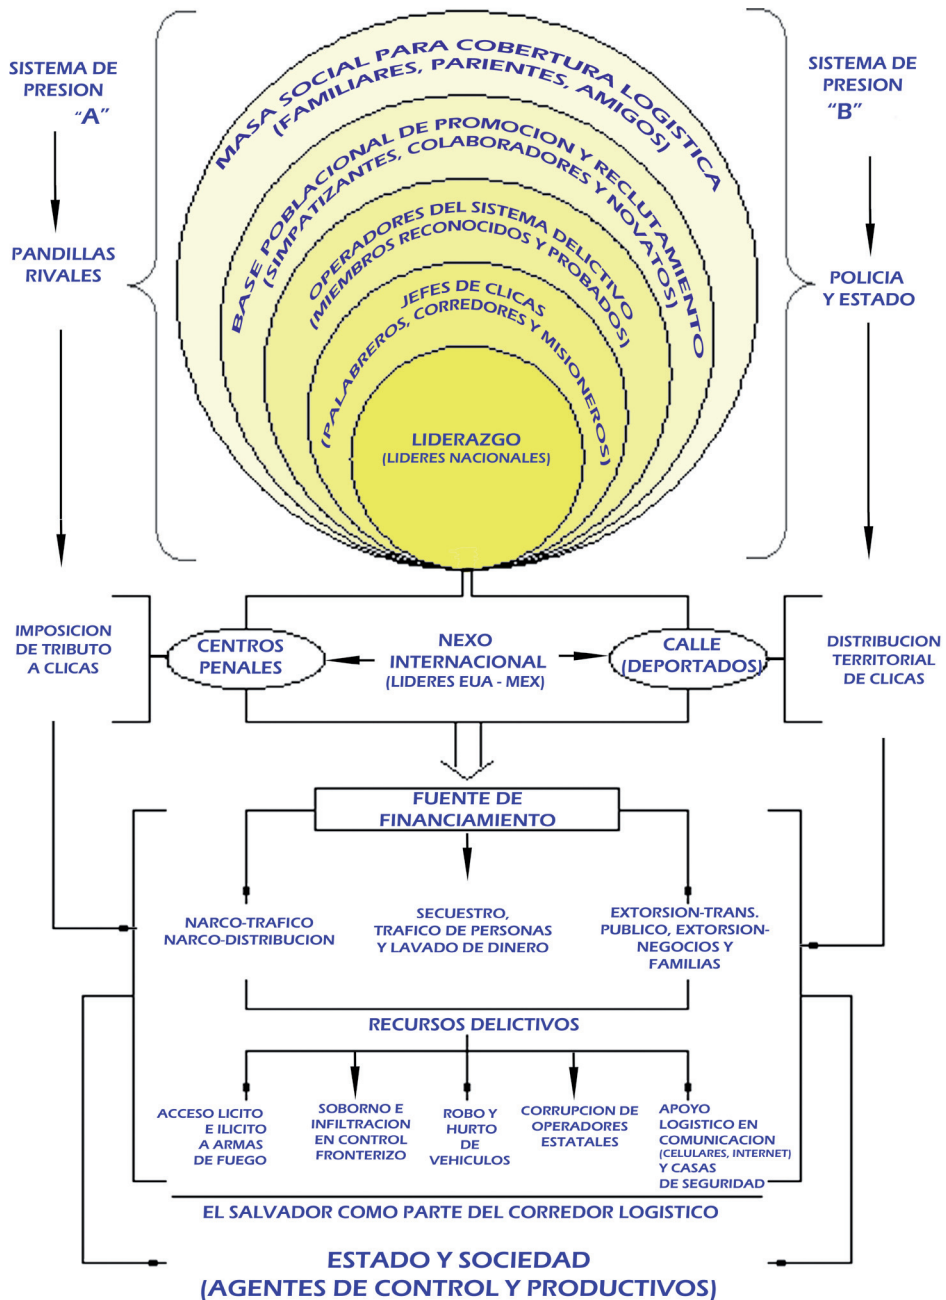 SISTEMA DE
PRESION
"A"
PANDILLAS
RIVALES
MASA SOCIAL PARA COBERTURA LOGISTICA
(FAMILIARES, PARIENTES, AMIGOS)
BASE POBLACIONAL DE PROMOCION Y RECLUTAMIENTO
(SIMPATIZANTES, COLABORADORES Y NOVATOS)
OPERADORES DEL SISTEMA DELICTIVO
(MIEMBROS RECONOCIDOS Y PROBADOS)
JEFES DE CLICAS
(PALABREROS, CORREDORES Y MISIONEROS)
LIDERAZGO
(LIDERES NACIONALES)
SISTEMA DE
PRESION
"B"
POLICIA
Y ESTADO
IMPOSICION
DE TRIBUTO
A CLICAS
CENTROS
PENALES
NEXO
INTERNACIONAL
(LIDERES EUA - MEX)
CALLE
(DEPORTADOS)
DISTRIBUCION
TERRITORIAL
DE CLICAS
FUENTE DE
FINANCIAMIENTO
NARCO-TRAFICO
NARCO-DISTRIBUCION
SECUESTRO,
TRAFICO DE PERSONAS
Y LAVADO DE DINERO
EXTORSION-TRANS.
PUBLICO, EXTORSION-
NEGOCIOS Y
FAMILIAS
RECURSOS DELICTIVOS
ACCESO LICITO
E ILICITO
A ARMAS
DE FUEGO
SOBORNO E
INFILTRACION
EN CONTROL
FRONTERIZO
ROBO Y
HURTO
DE
VEHICULOS
CORRUPCION DE
OPERADORES
ESTATALES
APOYO
LOGISTICO EN
COMUNICACION
(CELULARES, INTERNET)
Y CASAS
DE SEGURIDAD
EL SALVADOR COMO PARTE DEL CORREDOR LOGISTICO
ESTADO Y SOCIEDAD
(AGENTES DE CONTROL Y PRODUCTIVOS)